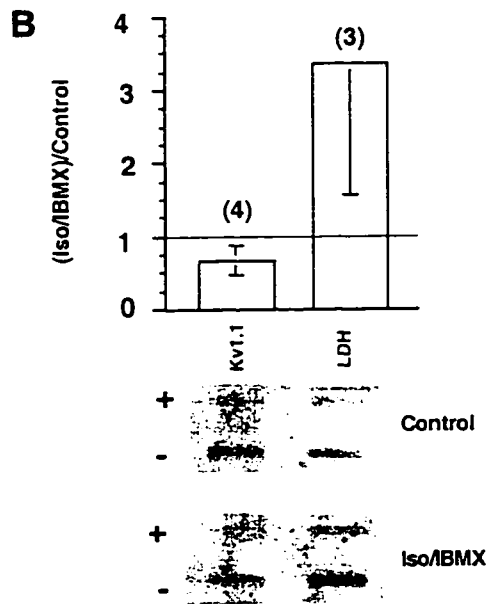 B
(Iso/IBMX)/Control
4
3
2
1
0
(4)
(3)
Kv1.1
LDH
+
-
Control
+
-
Iso/IBMX